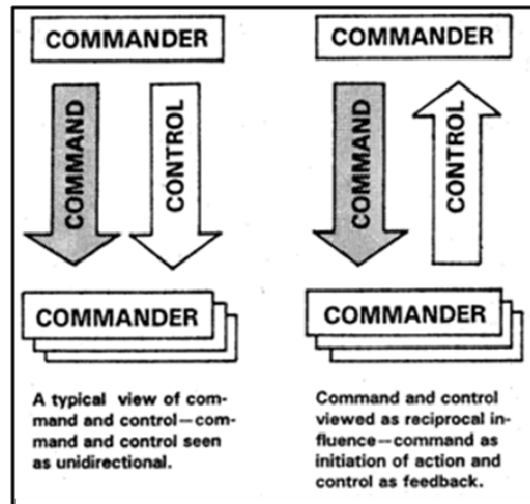 COMMANDER
COMMAND
CONTROL
COMMANDER
A typical view of com-
mand and control—com-
mand and control seen
as unidirectional.
COMMANDER
COMMAND
CONTROL
COMMANDER
Command and control
viewed as reciprocal in-
fluence—command as
initiation of action and
control as feedback.